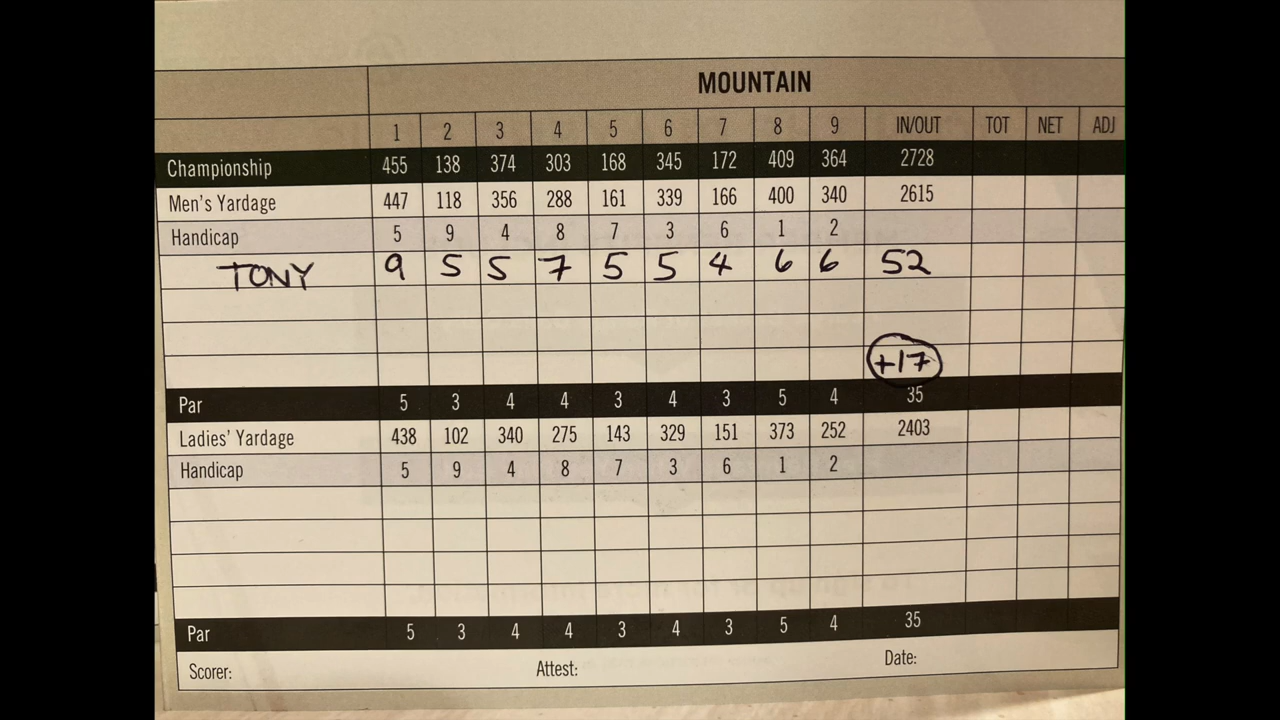 MOUNTAIN
1 2 3 4 5 6 7 8 9 IN/OUT TOT NET ADJ
Championship 455 138 374 303 168 345 172 409 364 2728
Men's Yardage 447 118 356 288 161 339 166 400 340 2615
Handicap 5 9 4 8 7 3 6 1 2
TONY 9 5 5 7 5 5 4 6 6 52
+17
Par 5 3 4 4 3 4 3 5 4 35
Ladies' Yardage 438 102 340 275 143 329 151 373 252 2403
Handicap 5 9 4 8 7 3 6 1 2
Par 5 3 4 4 3 4 3 5 4 35
Scorer: Attest: Date: